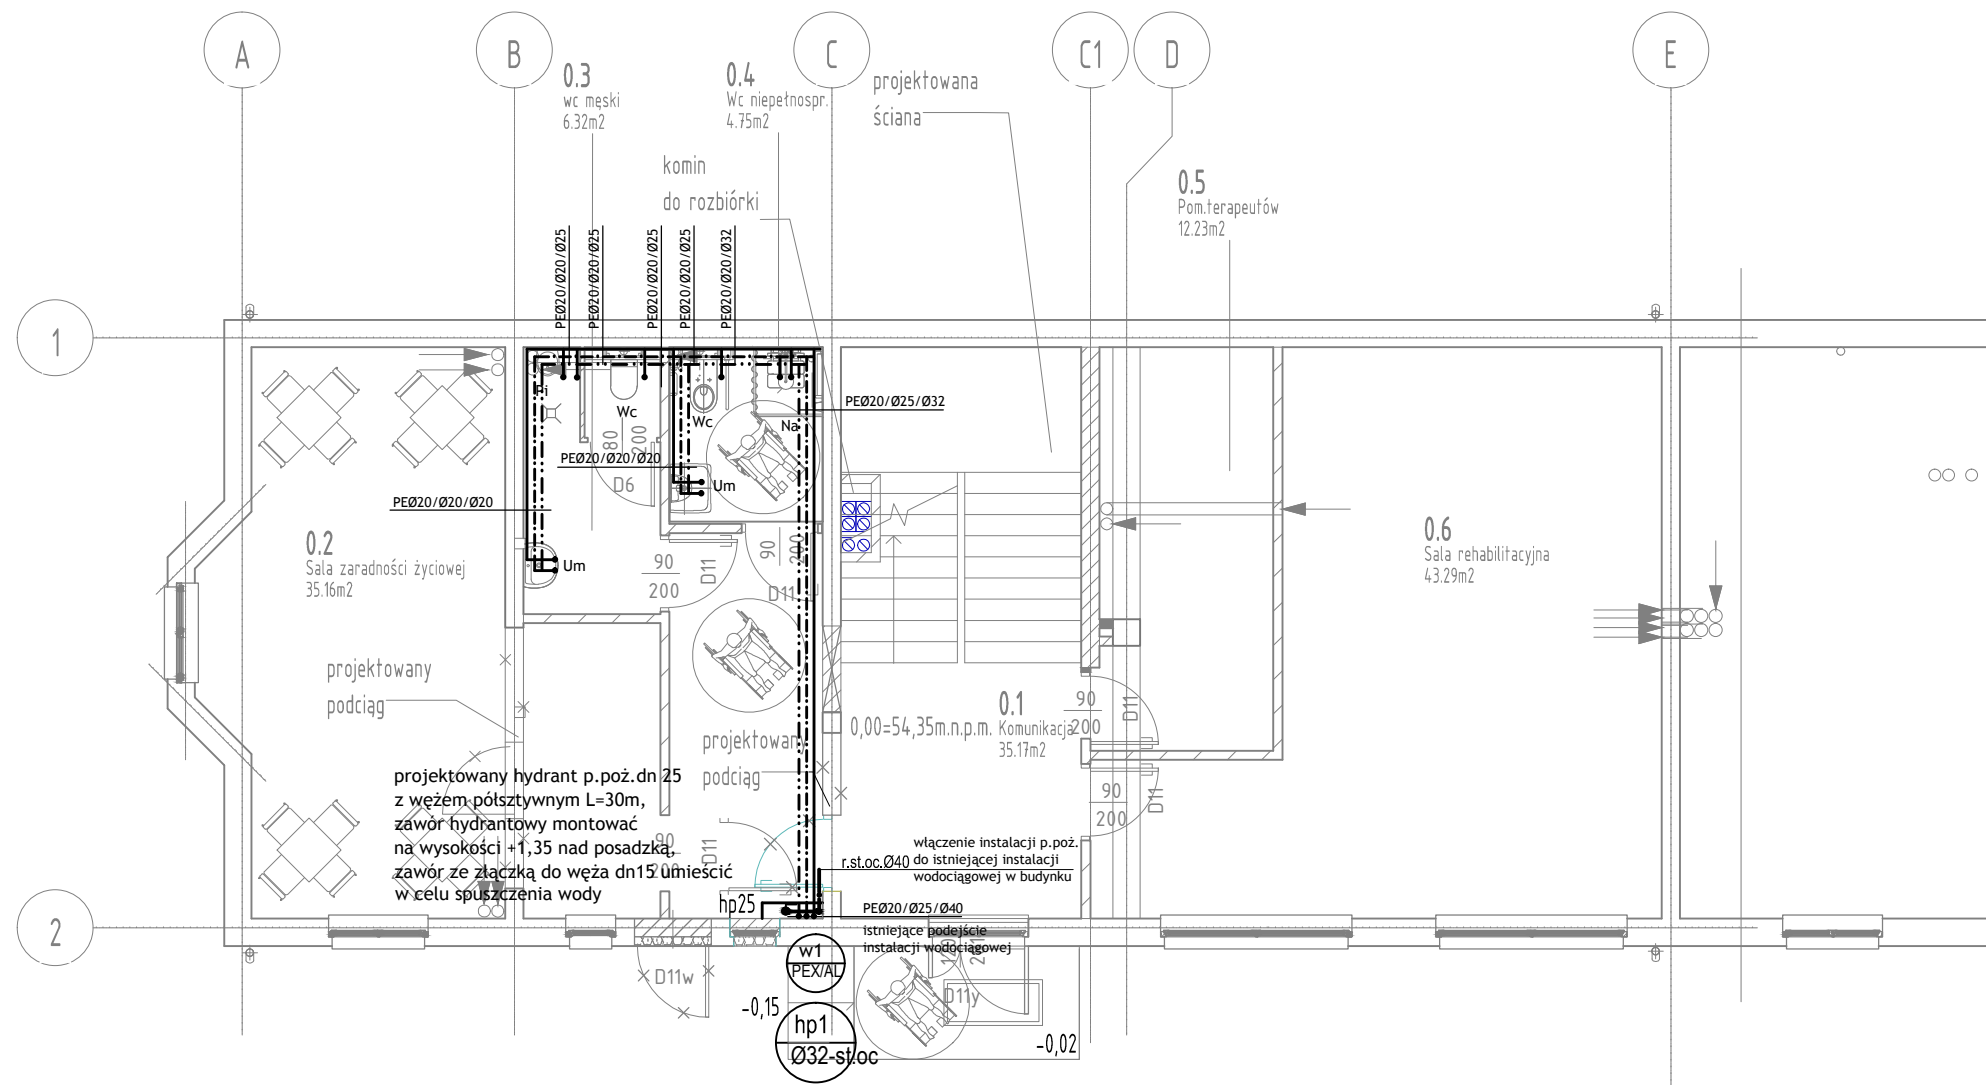 A
B
C
C1
D
E
0.3
wc męski
6.32m2
0.4
Wc niepełnospr.
4.75m2
projektowana
ściana
komin
do rozbiórki
0.5
Pom.terapeutów
12.23m2
PEØ20/Ø20/Ø25
PEØ20/Ø20/Ø25
PEØ20/Ø20/Ø25
PEØ20/Ø20/Ø25
PEØ20/Ø20/Ø32
1
Pi
Wc
Wc
Na
PEØ20/Ø25/Ø32
80
200
PEØ20/Ø20/Ø20
D6
Um
PEØ20/Ø20/Ø20
0.2
Sala zaradności życiowej
35.16m2
Um
90
200
D11
90
200
D11
0.6
Sala rehabilitacyjna
43.29m2
projektowany
podciąg
0,00=54,35m.n.p.m.
0.1
Komunikacja
35.17m2
90
200
D11
projektowany
podciąg
projektowany hydrant p.poż.dn 25
z wężem półsztywnym L=30m,
zawór hydrantowy montować
na wysokości +1,35 nad posadzką,
zawór ze złączką do węża dn15 umieścić
w celu spuszczenia wody
90
200
D11
90
200
D11
włączenie instalacji p.poż.
do istniejącej instalacji
wodociągowej w budynku
r.st.oc.Ø40
hp25
PEØ20/Ø25/Ø40
istniejące podejście
instalacji wodociągowej
2
w1
PEX/AL
D11w
-0,15
D11y
hp1
Ø32-st.oc
-0,02